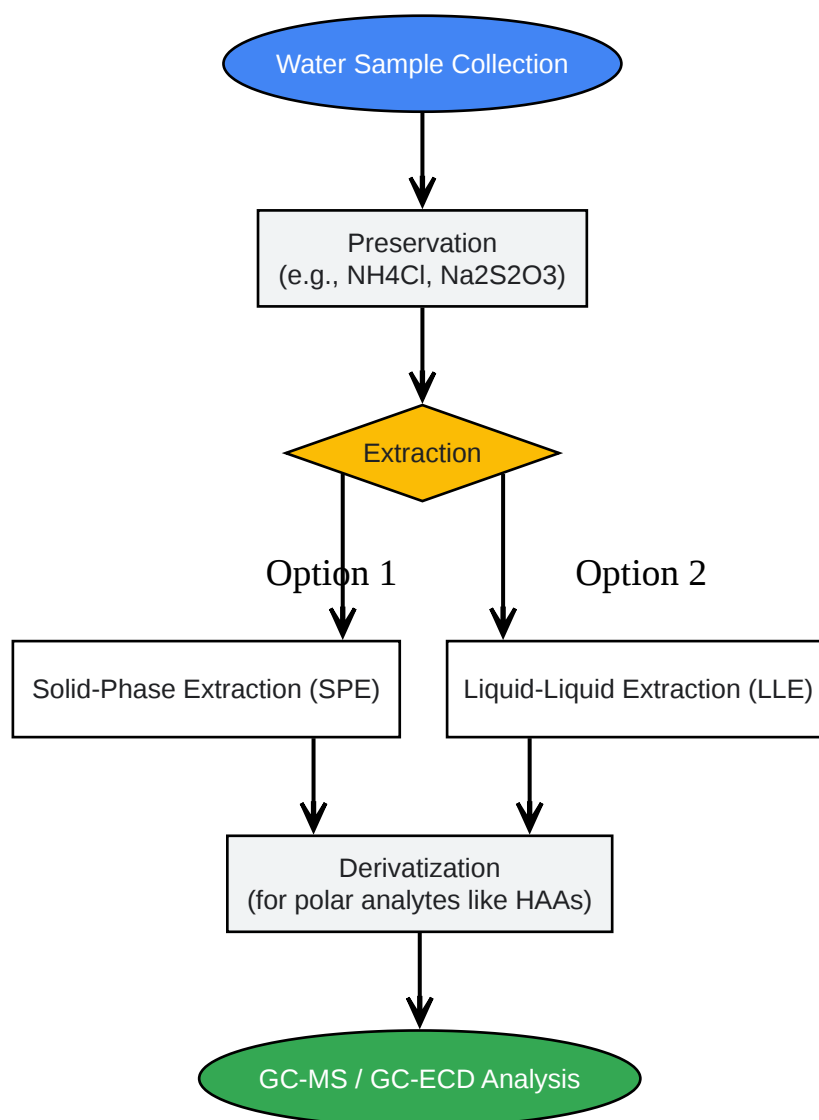 Water Sample Collection
Preservation
(e.g., NH4Cl, Na2S2O3)
Extraction
Option 1
Option 2
Solid-Phase Extraction (SPE)
Liquid-Liquid Extraction (LLE)
Derivatization
(for polar analytes like HAAs)
GC-MS / GC-ECD Analysis